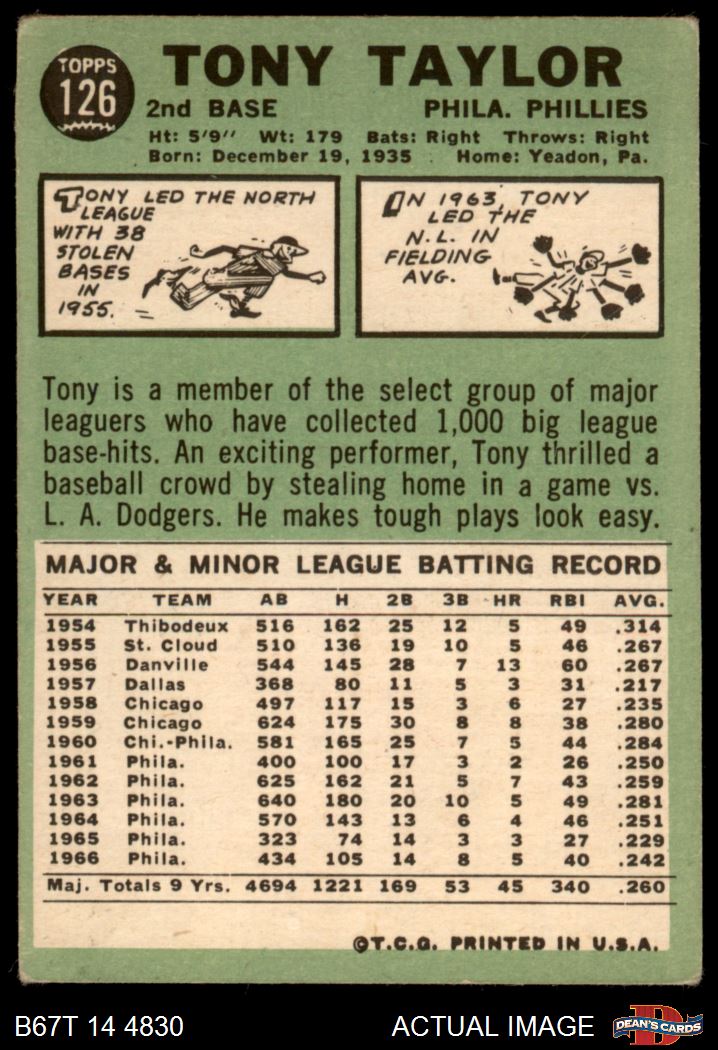 TOPPS
126
TONY TAYLOR
2nd BASE PHILA. PHILLIES
Ht: 5'9" Wt: 179 Bats: Right Throws: Right
Born: December 19, 1935 Home: Yeadon, Pa.
TONY LED THE NORTH
LEAGUE
WITH 38
STOLEN
BASES
IN
1955.
IN 1963, TONY
LED THE
N.L. IN
FIELDING
AVG.
Tony is a member of the select group of major
leaguers who have collected 1,000 big league
base-hits. An exciting performer, Tony thrilled a
baseball crowd by stealing home in a game vs.
L. A. Dodgers. He makes tough plays look easy.
MAJOR & MINOR LEAGUE BATTING RECORD
YEAR TEAM AB H 2B 3B HR RBI AVG.
1954 Thibodeux 516 162 25 12 5 49 .314
1955 St. Cloud 510 136 19 10 5 46 .267
1956 Danville 544 145 28 7 13 60 .267
1957 Dallas 368 80 11 5 3 31 .217
1958 Chicago 497 117 15 3 6 27 .235
1959 Chicago 624 175 30 8 8 38 .280
1960 Chi.-Phila. 581 165 25 7 5 44 .284
1961 Phila. 400 100 17 3 2 26 .250
1962 Phila. 625 162 21 5 7 43 .259
1963 Phila. 640 180 20 10 5 49 .281
1964 Phila. 570 143 13 6 4 46 .251
1965 Phila. 323 74 14 3 3 27 .229
1966 Phila. 434 105 14 8 5 40 .242
Maj. Totals 9 Yrs. 4694 1221 169 53 45 340 .260
©T.C.G. PRINTED IN U.S.A.
B67T 14 4830 ACTUAL IMAGE DEAN'S CARDS